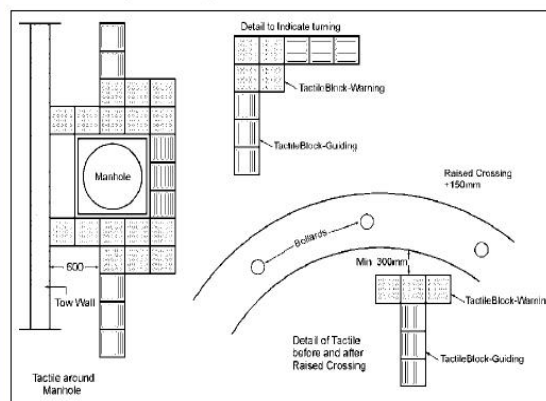 Detail to Indicate turning
TactileBlock-Warning
TactileBlock-Guiding
Manhole
600
Tow Wall
Tactile around
Manhole
Raised Crossing
+150mm
Bollards
Min 300mm
TactileBlock-Warnin
TactileBlock-Guiding
Detail of Tactile
before and after
Raised Crossing